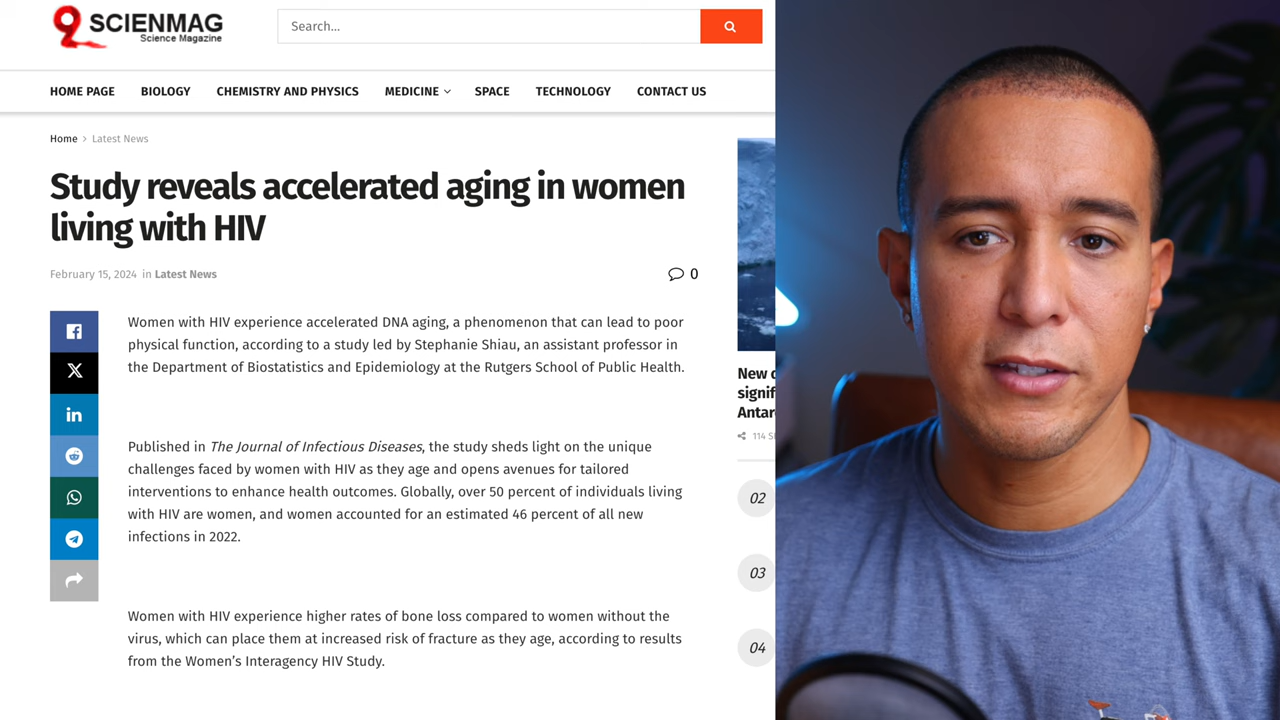 SCIENMAG
Science Magazine
Search...
HOME PAGE
BIOLOGY
CHEMISTRY AND PHYSICS
MEDICINE
SPACE
TECHNOLOGY
CONTACT US
Home > Latest News
Study reveals accelerated aging in women
living with HIV
February 15, 2024 in Latest News
0
Women with HIV experience accelerated DNA aging, a phenomenon that can lead to poor
physical function, according to a study led by Stephanie Shiau, an assistant professor in
the Department of Biostatistics and Epidemiology at the Rutgers School of Public Health.
Published in The Journal of Infectious Diseases, the study sheds light on the unique
challenges faced by women with HIV as they age and opens avenues for tailored
interventions to enhance health outcomes. Globally, over 50 percent of individuals living
with HIV are women, and women accounted for an estimated 46 percent of all new
infections in 2022.
Women with HIV experience higher rates of bone loss compared to women without the
virus, which can place them at increased risk of fracture as they age, according to results
from the Women's Interagency HIV Study.
New
114
02
03
04